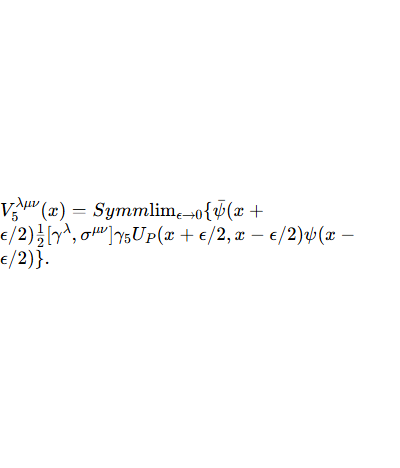 $V_5^{\lambda\mu\nu}(x) = Symm\lim_{\epsilon\to 0}\{\bar{\psi}(x +$
$\epsilon/2)\frac{1}{2}[\gamma^\lambda, \sigma^{\mu\nu}]\gamma_5 U_P(x + \epsilon/2, x - \epsilon/2)\psi(x -$
$\epsilon/2)\}.$